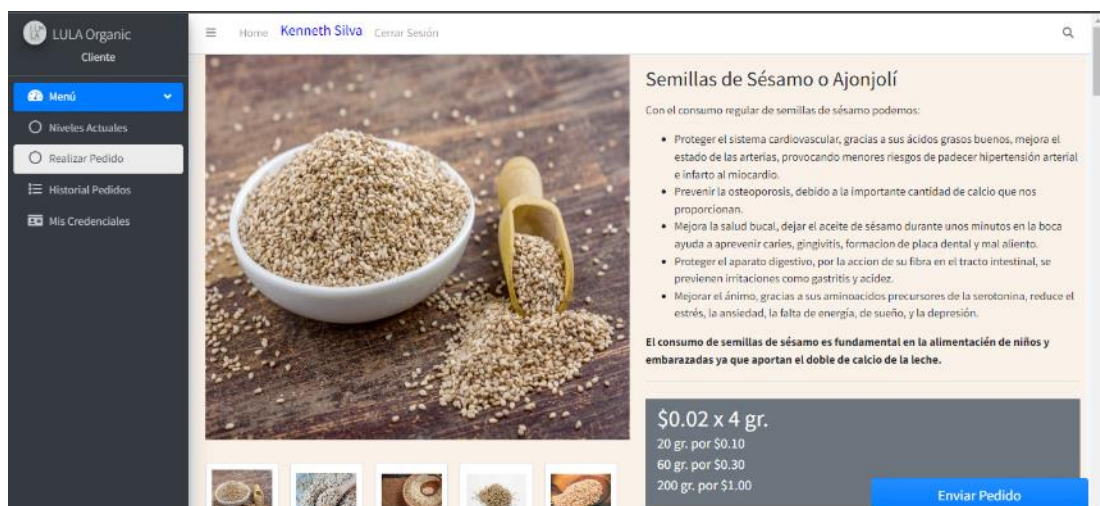 LULA Organic
Cliente
Menú
Niveles Actuales
Realizar Pedido
Historial Pedidos
Mis Credenciales
Home Kenneth Silva Cerrar Sesión
Semillas de Sésamo o Ajonjolí
Con el consumo regular de semillas de sésamo podemos:
Proteger el sistema cardiovascular, gracias a sus ácidos grasos buenos, mejora el
estado de las arterias, provocando menores riesgos de padecer hipertensión arterial
e infarto al miocardio.
Prevenir la osteoporosis, debido a la importante cantidad de calcio que nos
proporcionan.
Mejora la salud bucal, dejar el aceite de sésamo durante unos minutos en la boca
ayuda a aprevenir caries, gingivitis, formacion de placa dental y mal aliento.
Proteger el aparato digestivo, por la accion de su fibra en el tracto intestinal, se
previenen irritaciones como gastritis y acidez.
Mejorar el ánimo, gracias a sus aminoacidos precursores de la serotonina, reduce el
estrés, la ansiedad, la falta de energía, de sueño, y la depresión.
El consumo de semillas de sésamo es fundamental en la alimentación de niños y
embarazadas ya que aportan el doble de calcio de la leche.
$0.02 x 4 gr.
20 gr. por $0.10
60 gr. por $0.30
200 gr. por $1.00
Enviar Pedido